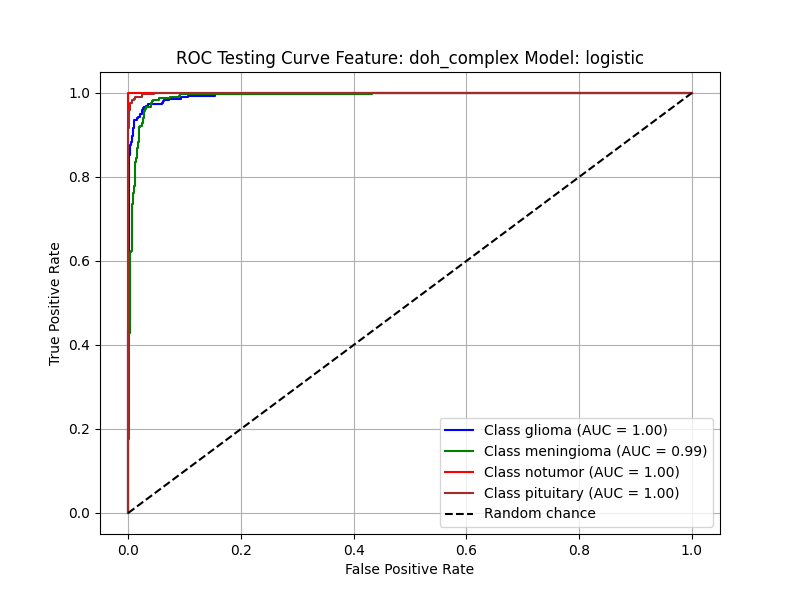 ROC Testing Curve Feature: doh_complex Model: logistic
True Positive Rate
1.0
0.8
0.6
0.4
0.2
0.0
0.0 0.2 0.4 0.6 0.8 1.0
False Positive Rate
Class glioma (AUC = 1.00)
Class meningioma (AUC = 0.99)
Class notumor (AUC = 1.00)
Class pituitary (AUC = 1.00)
Random chance